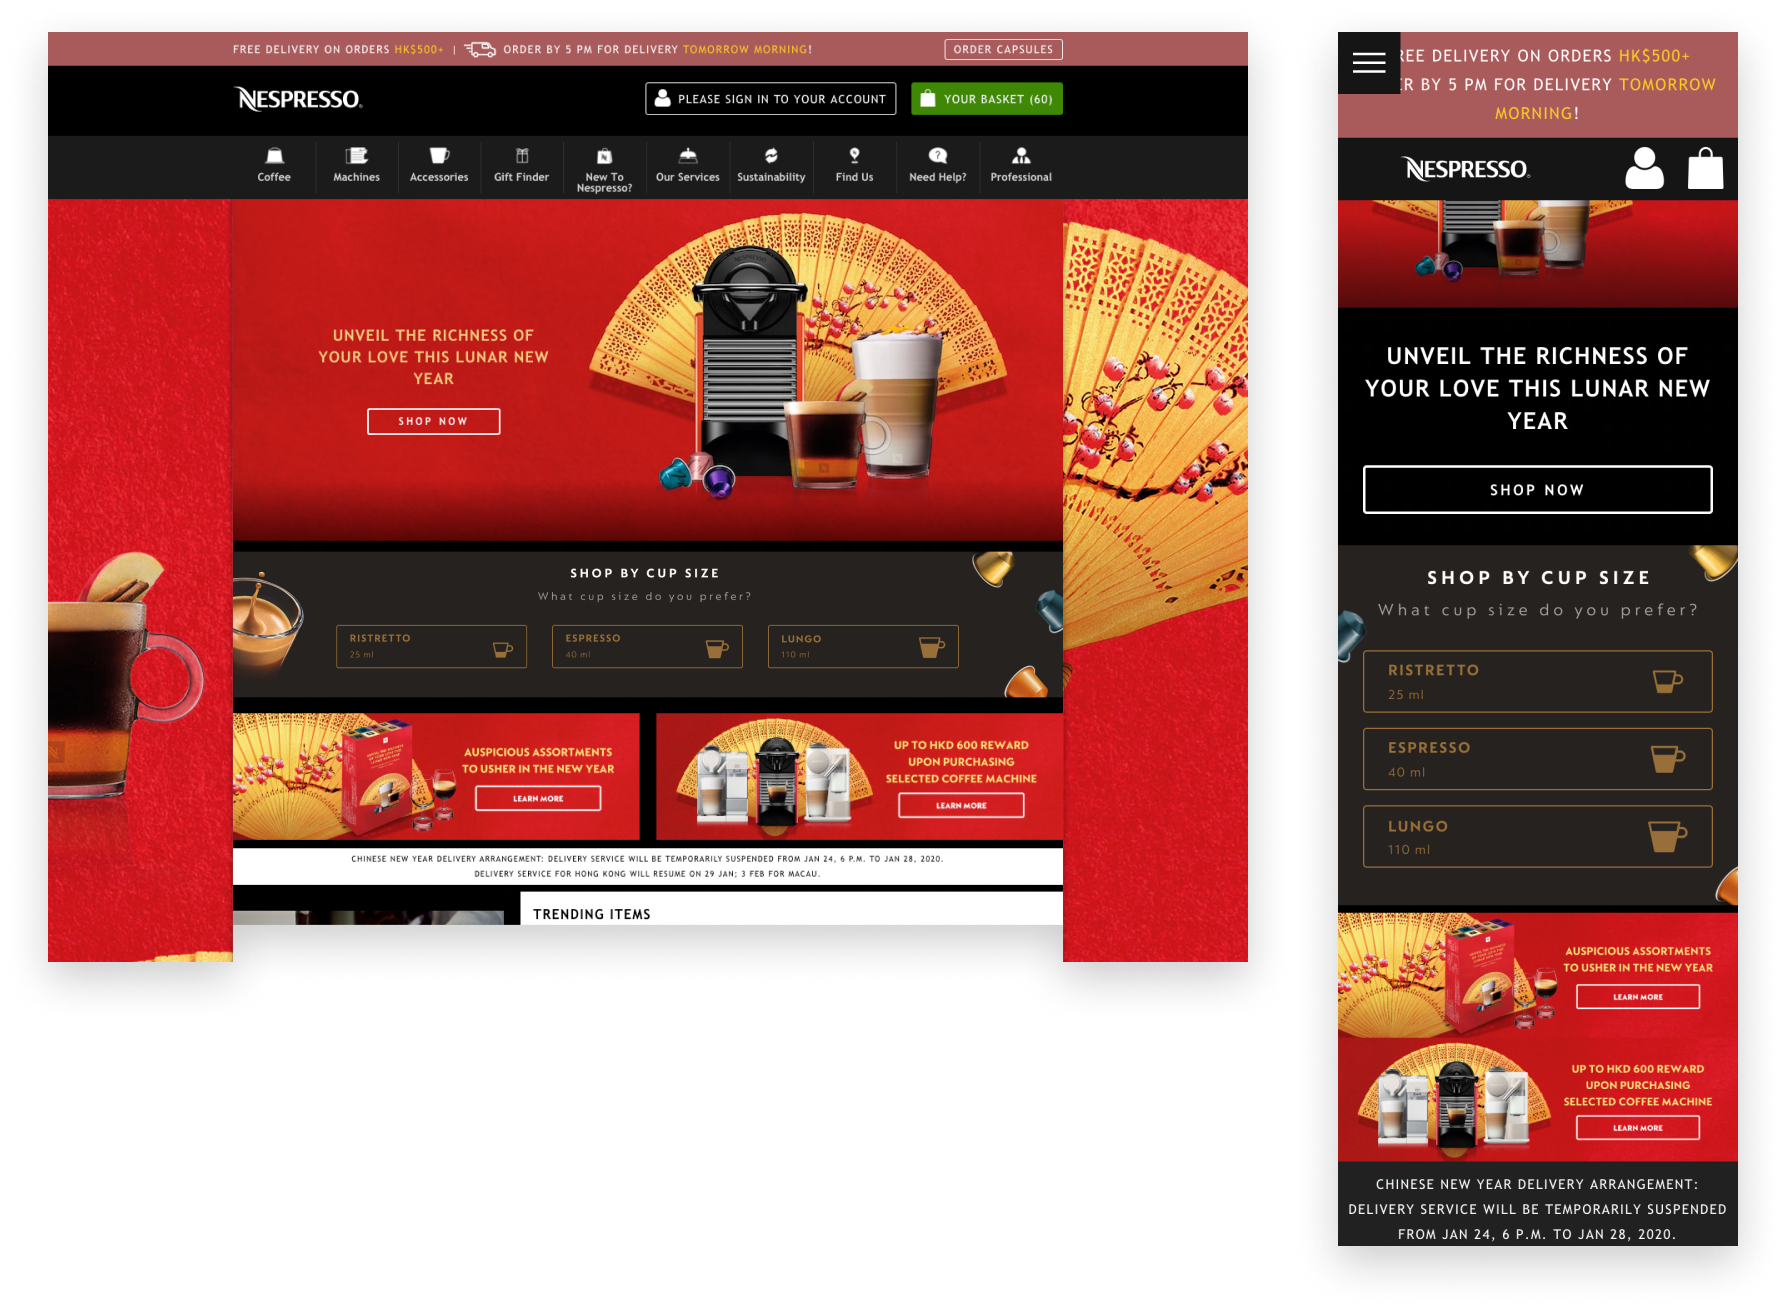 FREE DELIVERY ON ORDERS HK$500+ | ORDER BY 5 PM FOR DELIVERY TOMORROW MORNING!
ORDER CAPSULES
NESPRESSO
PLEASE SIGN IN TO YOUR ACCOUNT
YOUR BASKET (60)
Coffee
Machines
Accessories
Gift Finder
New To
Nespresso?
Our Services
Sustainability
Find Us
Need Help?
Professional
UNVEIL THE RICHNESS OF
YOUR LOVE THIS LUNAR NEW
YEAR
SHOP NOW
SHOP BY CUP SIZE
What cup size do you prefer?
RISTRETTO
25 ml
ESPRESSO
40 ml
LUNGO
110 ml
AUSPICIOUS ASSORTMENTS
TO USHER IN THE NEW YEAR
LEARN MORE
UP TO HKD 600 REWARD
UPON PURCHASING
SELECTED COFFEE MACHINE
LEARN MORE
CHINESE NEW YEAR DELIVERY ARRANGEMENT: DELIVERY SERVICE WILL BE TEMPORARILY SUSPENDED FROM JAN 24, 6 P.M. TO JAN 28, 2020.
DELIVERY SERVICE FOR HONG KONG WILL RESUME ON 29 JAN; 3 FEB FOR MACAU.
TRENDING ITEMS
REE DELIVERY ON ORDERS HK$500+
R BY 5 PM FOR DELIVERY TOMORROW
MORNING!
NESPRESSO
UNVEIL THE RICHNESS OF
YOUR LOVE THIS LUNAR NEW
YEAR
SHOP NOW
SHOP BY CUP SIZE
What cup size do you prefer?
RISTRETTO
25 ml
ESPRESSO
40 ml
LUNGO
110 ml
AUSPICIOUS ASSORTMENTS
TO USHER IN THE NEW YEAR
LEARN MORE
UP TO HKD 600 REWARD
UPON PURCHASING
SELECTED COFFEE MACHINE
LEARN MORE
CHINESE NEW YEAR DELIVERY ARRANGEMENT:
DELIVERY SERVICE WILL BE TEMPORARILY SUSPENDED
FROM JAN 24, 6 P.M. TO JAN 28, 2020.